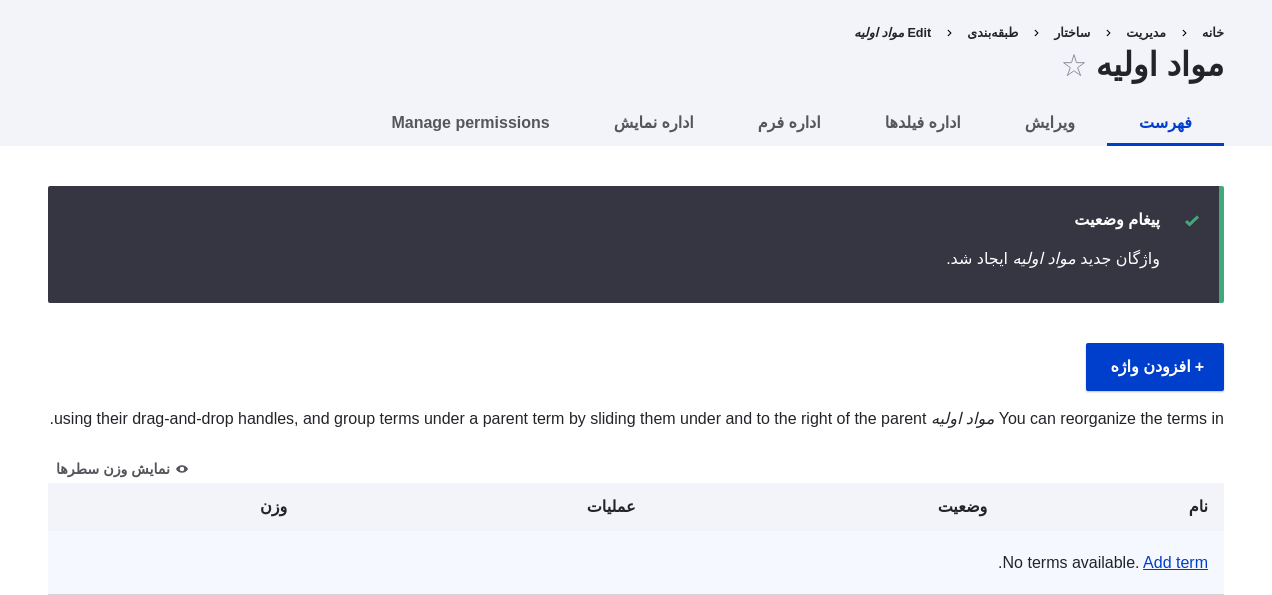 خانه › مدیریت › ساختار › طبقه‌بندی › Edit مواد اولیه
مواد اولیه ☆
فهرست ویرایش اداره فیلدها اداره فرم اداره نمایش Manage permissions
پیغام وضعیت
واژگان جدید مواد اولیه ایجاد شد.
+ افزودن واژه
You can reorganize the terms in مواد اولیه using their drag-and-drop handles, and group terms under a parent term by sliding them under and to the right of the parent.
نمایش وزن سطرها
نام وضعیت عملیات وزن
No terms available. Add term.